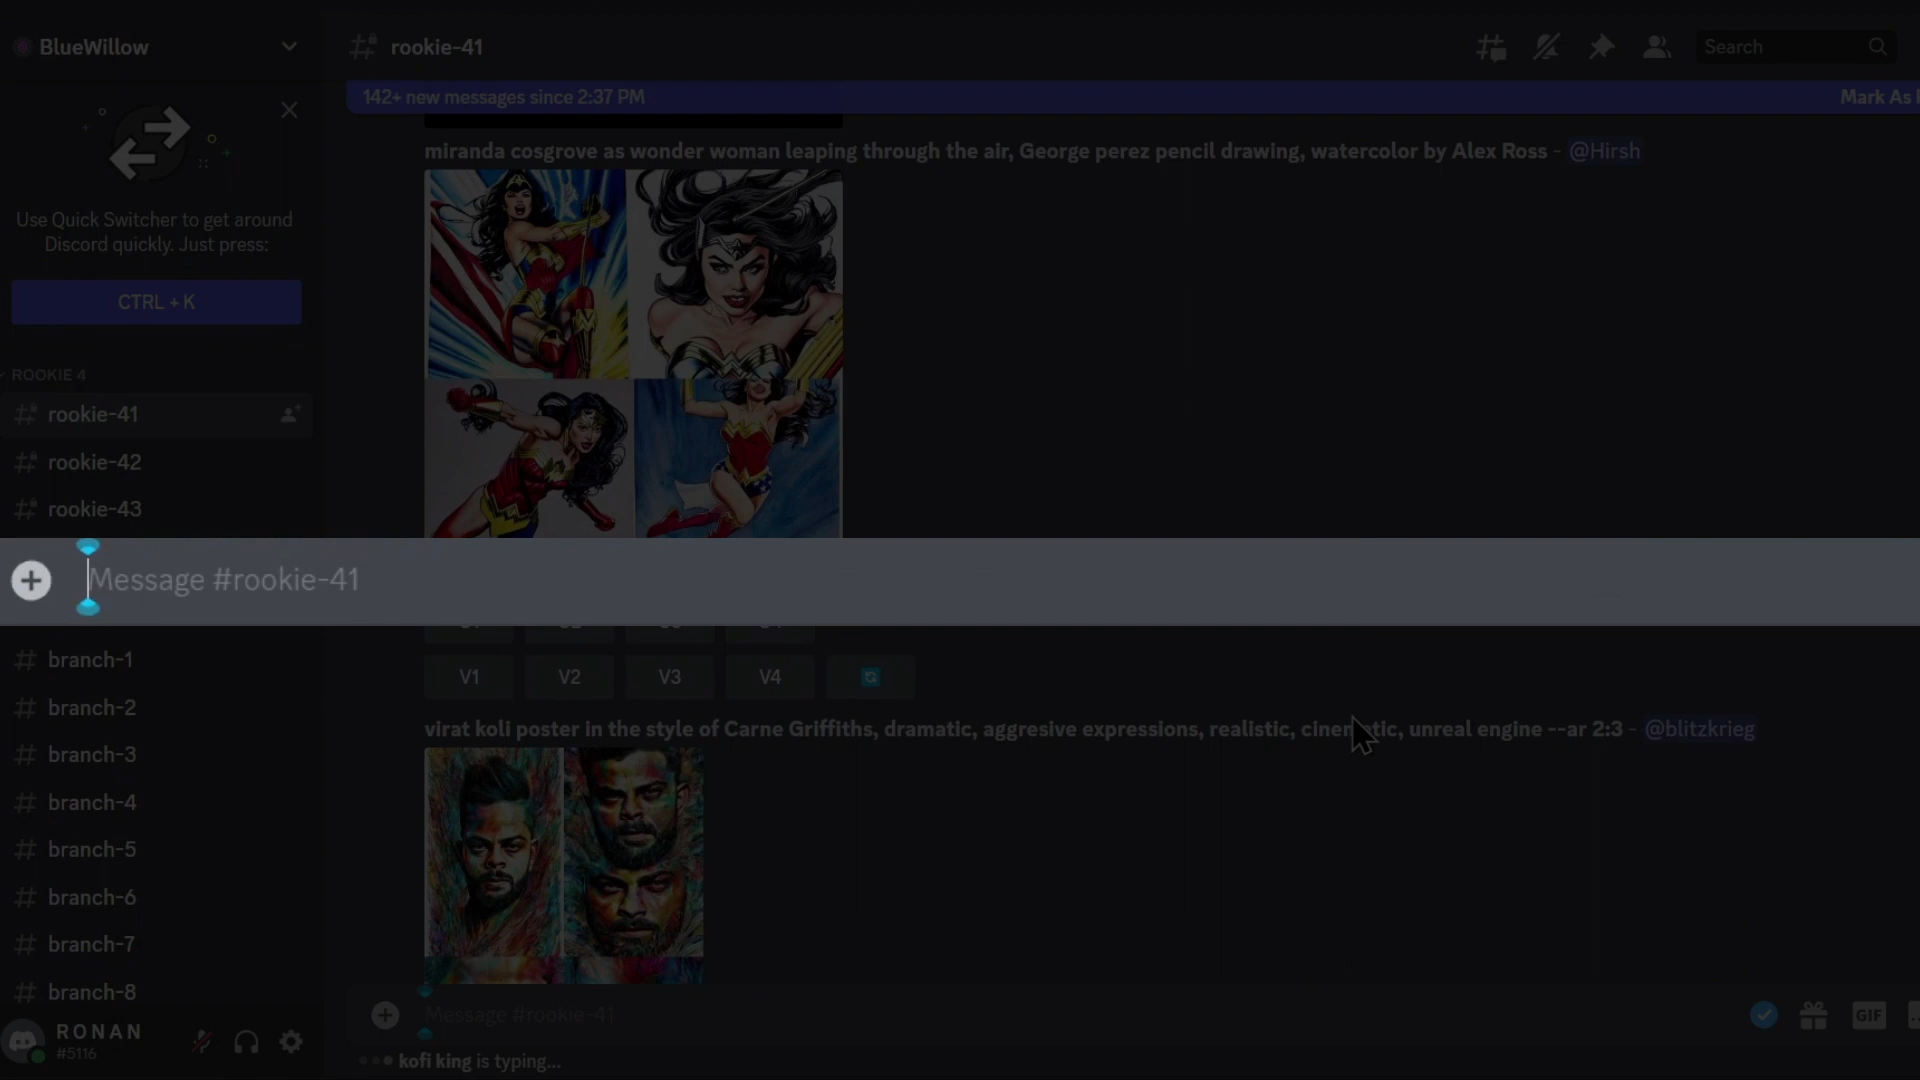 BlueWillow
Use Quick Switcher to get around
Discord quickly. Just press:
CTRL + K
ROOKIE 4
rookie-41
rookie-42
rookie-43
rookie-41
Search
142+ new messages since 2:37 PM
Mark As
miranda cosgrove as wonder woman leaping through the air, George perez pencil drawing, watercolor by Alex Ross - @Hirsh
Message #rookie-41
branch-1
branch-2
branch-3
branch-4
branch-5
branch-6
branch-7
branch-8
V1 V2 V3 V4
virat koli poster in the style of Carne Griffiths, dramatic, aggresive expressions, realistic, cinematic, unreal engine --ar 2:3 - @blitzkrieg
Message #rookie-41
GIF
kofi king is typing...
RONAN
#5116